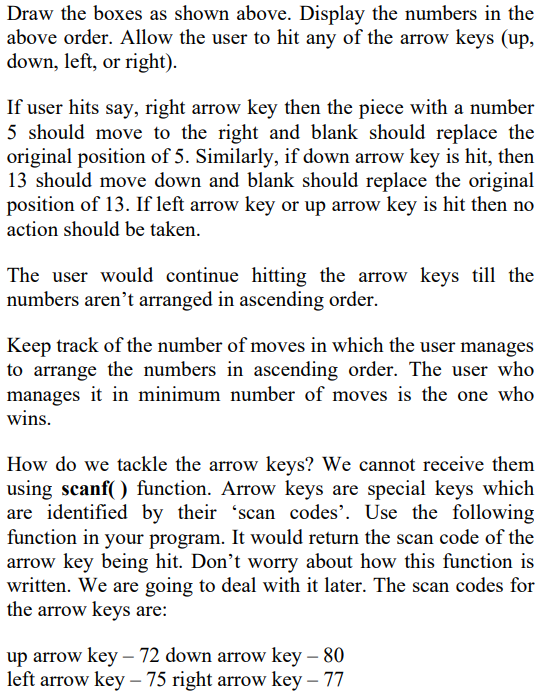 Draw the boxes as shown above. Display the numbers in the
above order. Allow the user to hit any of the arrow keys (up,
down, left, or right).
If user hits say, right arrow key then the piece with a number
5 should move to the right and blank should replace the
original position of 5. Similarly, if down arrow key is hit, then
13 should move down and blank should replace the original
position of 13. If left arrow key or up arrow key is hit then no
action should be taken.
The user would continue hitting the arrow keys till the
numbers aren’t arranged in ascending order.
Keep track of the number of moves in which the user manages
to arrange the numbers in ascending order. The user who
manages it in minimum number of moves is the one who
wins.
How do we tackle the arrow keys? We cannot receive them
using scanf( ) function. Arrow keys are special keys which
are identified by their ‘scan codes’. Use the following
function in your program. It would return the scan code of the
arrow key being hit. Don’t worry about how this function is
written. We are going to deal with it later. The scan codes for
the arrow keys are:
up arrow key – 72 down arrow key – 80
left arrow key – 75 right arrow key – 77